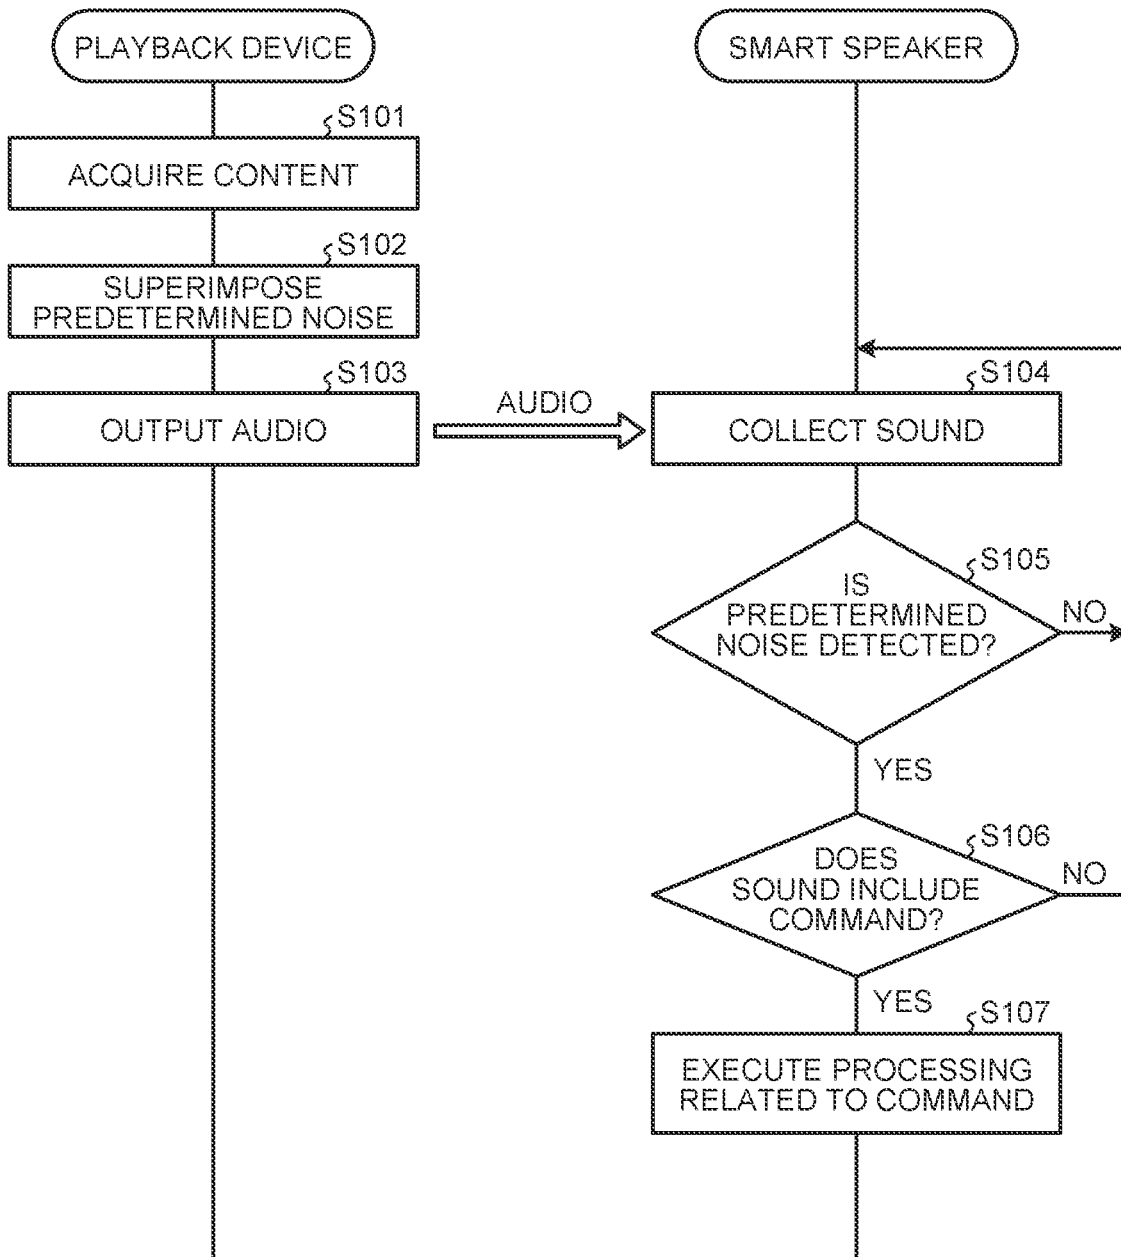 PLAYBACK DEVICE
SMART SPEAKER
S101
ACQUIRE CONTENT
S102
SUPERIMPOSE
PREDETERMINED NOISE
S103
OUTPUT AUDIO
AUDIO
S104
COLLECT SOUND
S105
IS
PREDETERMINED
NOISE DETECTED?
NO
YES
S106
DOES
SOUND INCLUDE
COMMAND?
NO
YES
S107
EXECUTE PROCESSING
RELATED TO COMMAND